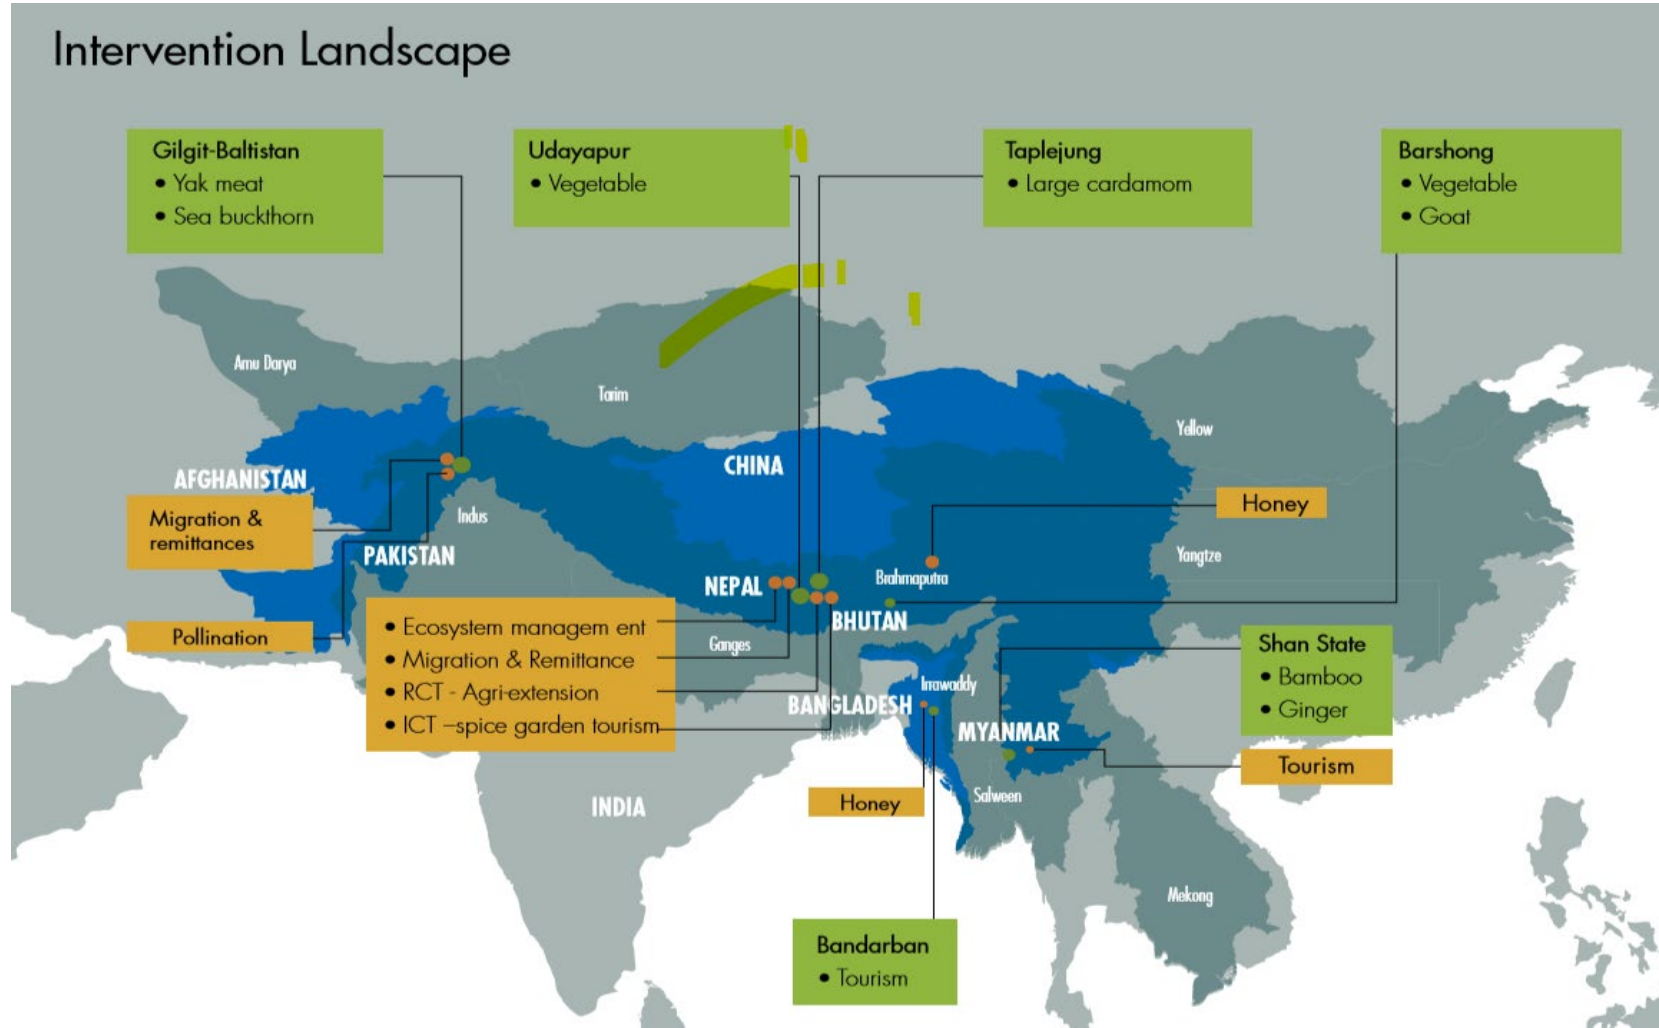 Intervention Landscape
Gilgit-Baltistan
• Yak meat
• Sea buckthorn
Udayapur
• Vegetable
Taplejung
• Large cardamom
Barshong
• Vegetable
• Goat
Amu Darya
Tarim
Yellow
CHINA
AFGHANISTAN
Migration &
remittances
Indus
Honey
PAKISTAN
Yangtze
NEPAL
Brahmaputra
BHUTAN
Pollination
• Ecosystem managem ent
• Migration & Remittance
• RCT - Agri-extension
• ICT –spice garden tourism
Ganges
Shan State
• Bamboo
• Ginger
Irrawaddy
BANGLADESH
MYANMAR
Tourism
Honey
INDIA
Salween
Mekong
Bandarban
• Tourism